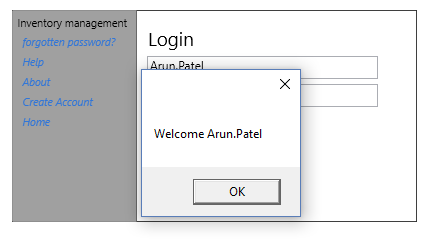 Inventory management
forgotten password?
Help
About
Create Account
Home
Login
Arun.Patel
Welcome Arun.Patel
OK